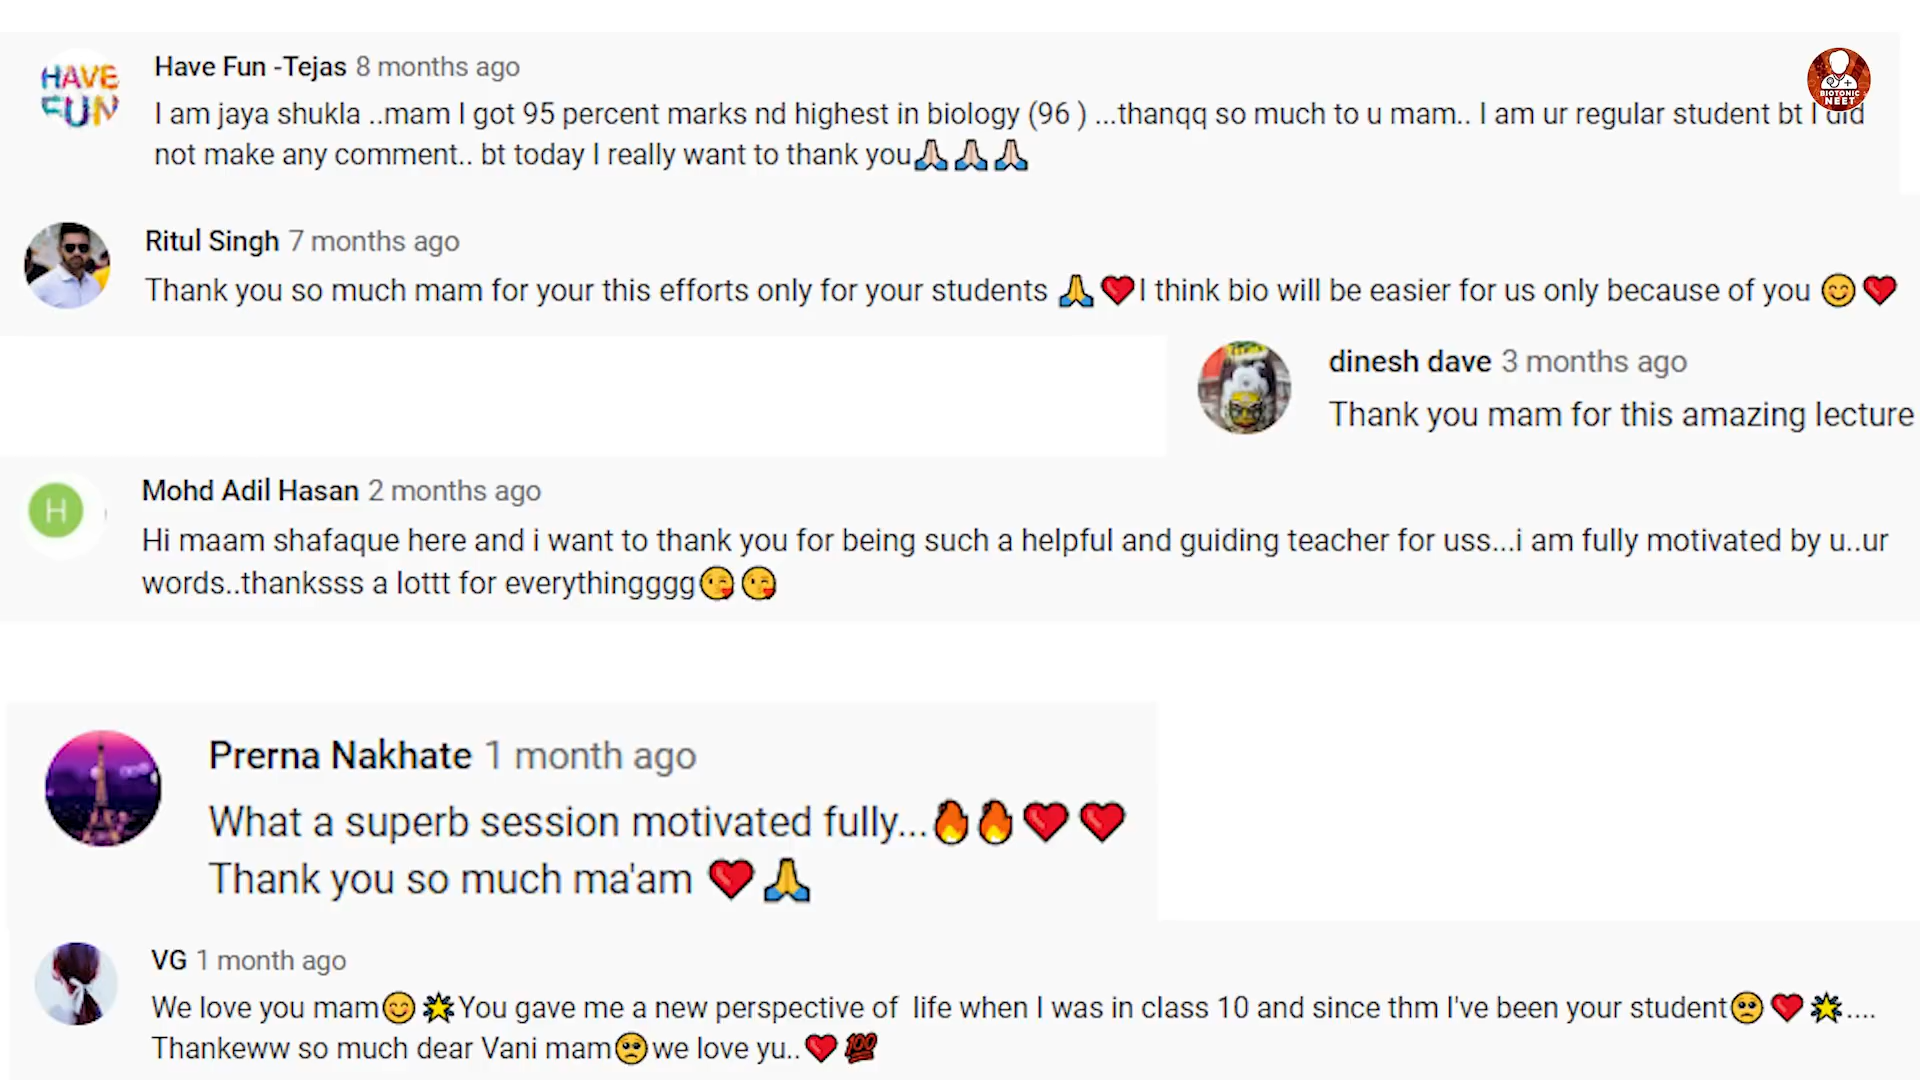 HAVE
FUN
Have Fun -Tejas 8 months ago
I am jaya shukla ..mam I got 95 percent marks nd highest in biology (96 ) ...thanqq so much to u mam.. I am ur regular student bt I did
not make any comment.. bt today I really want to thank you🙏🏻🙏🏻🙏🏻
BIOTONIC
NEET
Ritul Singh 7 months ago
Thank you so much mam for your this efforts only for your students 🙏❤️I think bio will be easier for us only because of you 😊❤️
dinesh dave 3 months ago
Thank you mam for this amazing lecture
H
Mohd Adil Hasan 2 months ago
Hi maam shafaque here and i want to thank you for being such a helpful and guiding teacher for uss...i am fully motivated by u..ur
words..thanksss a lottt for everythingggg😘😘
Prerna Nakhate 1 month ago
What a superb session motivated fully...🔥🔥❤️❤️
Thank you so much ma'am ❤️🙏
VG 1 month ago
We love you mam😊🌟You gave me a new perspective of life when I was in class 10 and since thm I've been your student🥺❤️🌟....
Thankeww so much dear Vani mam🥺we love yu..❤️💯